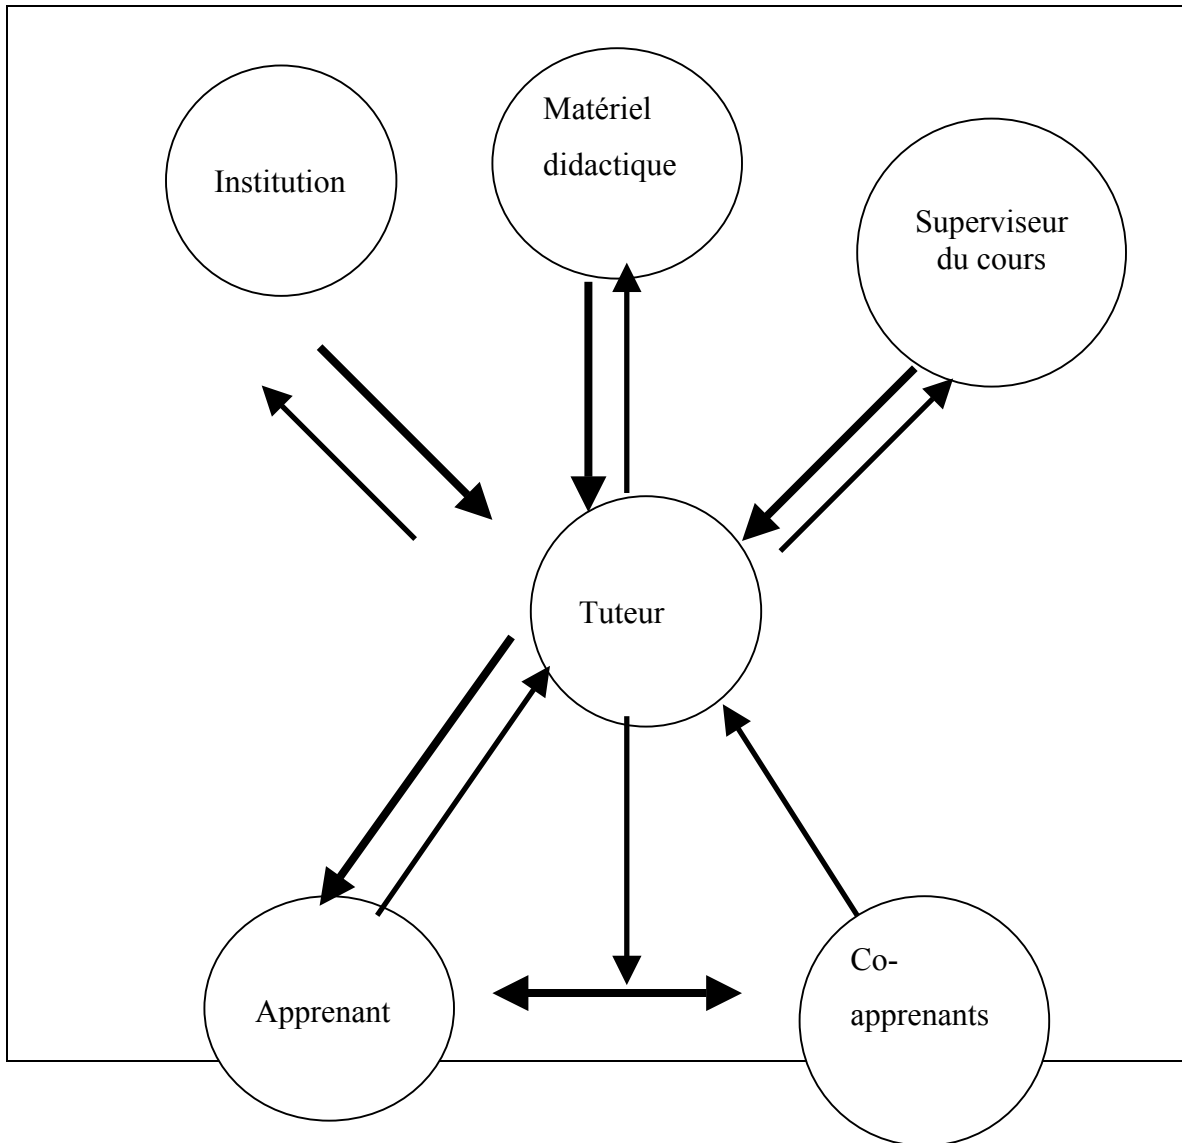 Institution
Matériel
didactique
Superviseur
du cours
Tuteur
Apprenant
Co-
apprenants